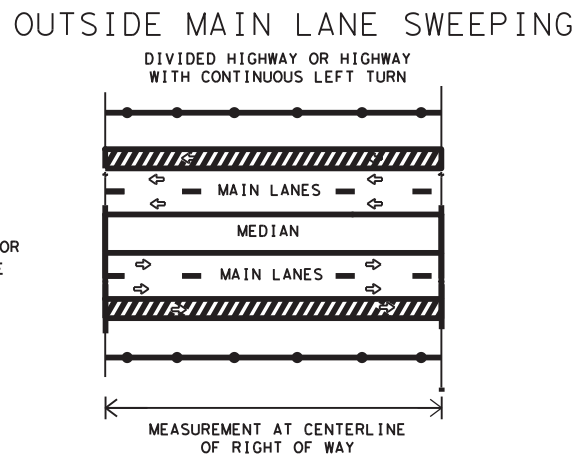 OUTSIDE MAIN LANE SWEEPING
DIVIDED HIGHWAY OR HIGHWAY
WITH CONTINUOUS LEFT TURN
MAIN LANES
MEDIAN
OR
E
MAIN LANES
MEASUREMENT AT CENTERLINE
OF RIGHT OF WAY